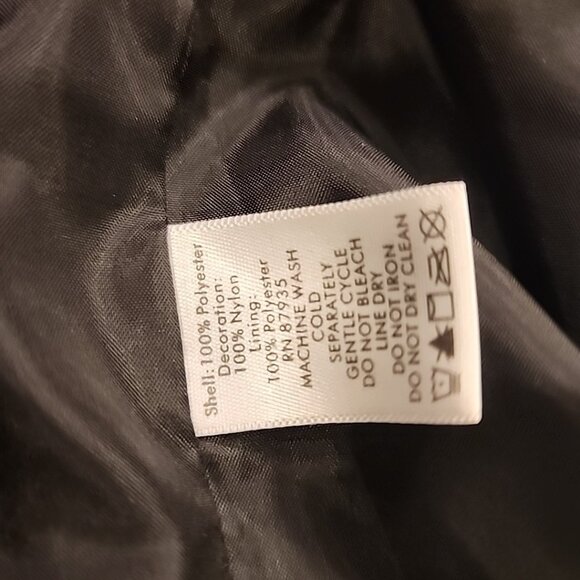 Shell: 100% Polyester
Decoration:
100% Nylon
Lining:
100% Polyester
RN 87935
MACHINE WASH
COLD
SEPARATELY
GENTLE CYCLE
DO NOT BLEACH
LINE DRY
DO NOT IRON
DO NOT DRY CLEAN